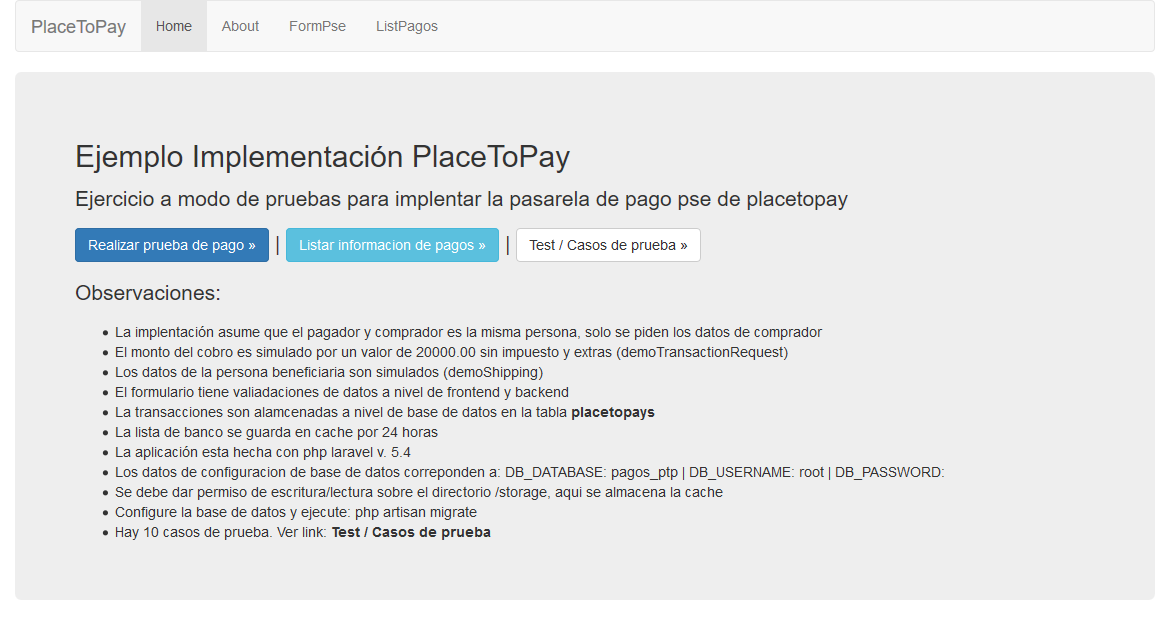 PlaceToPay Home About FormPse ListPagos
Ejemplo Implementación PlaceToPay
Ejercicio a modo de pruebas para implentar la pasarela de pago pse de placetopay
Realizar prueba de pago » | Listar informacion de pagos » | Test / Casos de prueba »
Observaciones:
• La implentación asume que el pagador y comprador es la misma persona, solo se piden los datos de comprador
• El monto del cobro es simulado por un valor de 20000.00 sin impuesto y extras (demoTransactionRequest)
• Los datos de la persona beneficiaria son simulados (demoShipping)
• El formulario tiene valiadaciones de datos a nivel de frontend y backend
• La transacciones son alamcenadas a nivel de base de datos en la tabla placetopays
• La lista de banco se guarda en cache por 24 horas
• La aplicación esta hecha con php laravel v. 5.4
• Los datos de configuracion de base de datos correponden a: DB_DATABASE: pagos_ptp | DB_USERNAME: root | DB_PASSWORD:
• Se debe dar permiso de escritura/lectura sobre el directorio /storage, aqui se almacena la cache
• Configure la base de datos y ejecute: php artisan migrate
• Hay 10 casos de prueba. Ver link: Test / Casos de prueba